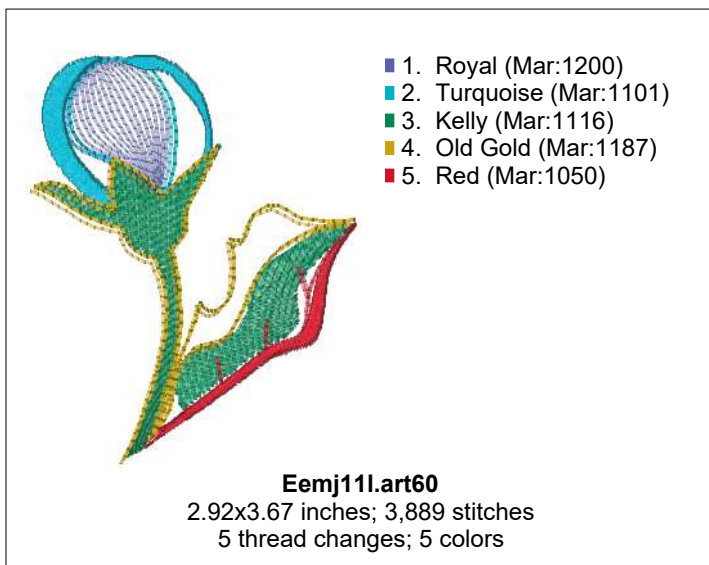 1. Royal (Mar:1200)
2. Turquoise (Mar:1101)
3. Kelly (Mar:1116)
4. Old Gold (Mar:1187)
5. Red (Mar:1050)
Eemj11l.art60
2.92x3.67 inches; 3,889 stitches
5 thread changes; 5 colors